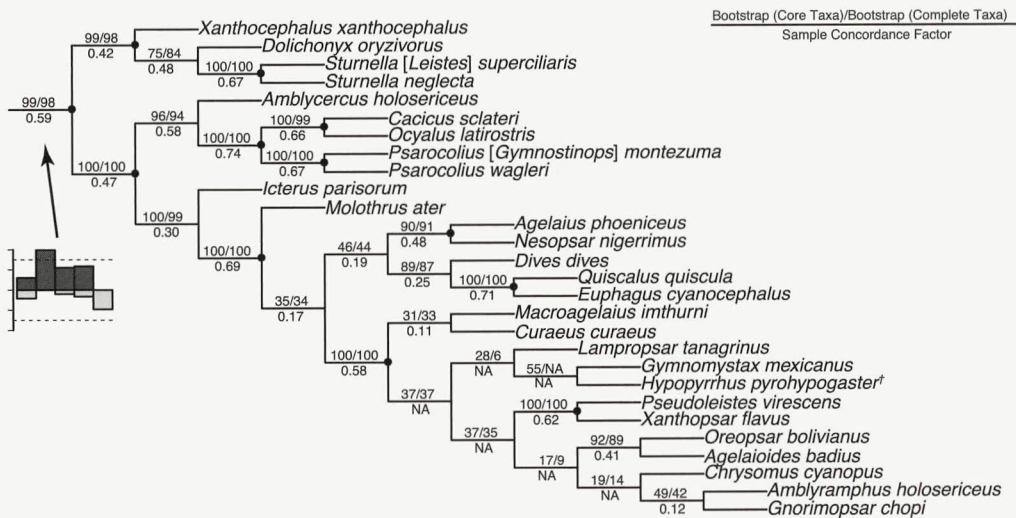 Bootstrap (Core Taxa)/Bootstrap (Complete Taxa)
Sample Concordance Factor
Xanthocephalus xanthocephalus
99/98
0.42
Dolichonyx oryzivorus
75/84
0.48
Sturnella [Leistes] superciliaris
100/100
0.67
Sturnella neglecta
99/98
0.59
Amblycercus holosericeus
96/94
0.58
Cacicus sclateri
100/99
0.66
Ocyalus latirostris
100/100
0.74
Psarocolius [Gymnostinops] montezuma
100/100
0.67
Psarocolius wagleri
100/100
0.47
Icterus parisorum
100/99
0.30
Molothrus ater
100/100
0.69
Agelaius phoeniceus
90/91
0.48
Nesopsar nigerrimus
46/44
0.19
Dives dives
89/87
0.25
Quiscalus quiscula
100/100
0.71
Euphagus cyanocephalus
35/34
0.17
Macroagelaius imthurni
31/33
0.11
Curaeus curaeus
100/100
0.58
Lampropsar tanagrinus
28/6
NA
Gymnomystax mexicanus
55/NA
NA
Hypopyrrhus pyrohypogaster†
37/37
NA
Pseudoleistes virescens
100/100
0.62
Xanthopsar flavus
37/35
NA
Oreopsar bolivianus
92/89
0.41
Agelaioides badius
17/9
NA
Chrysomus cyanopus
19/14
NA
Amblyramphus holosericeus
49/42
0.12
Gnorimopsar chopi